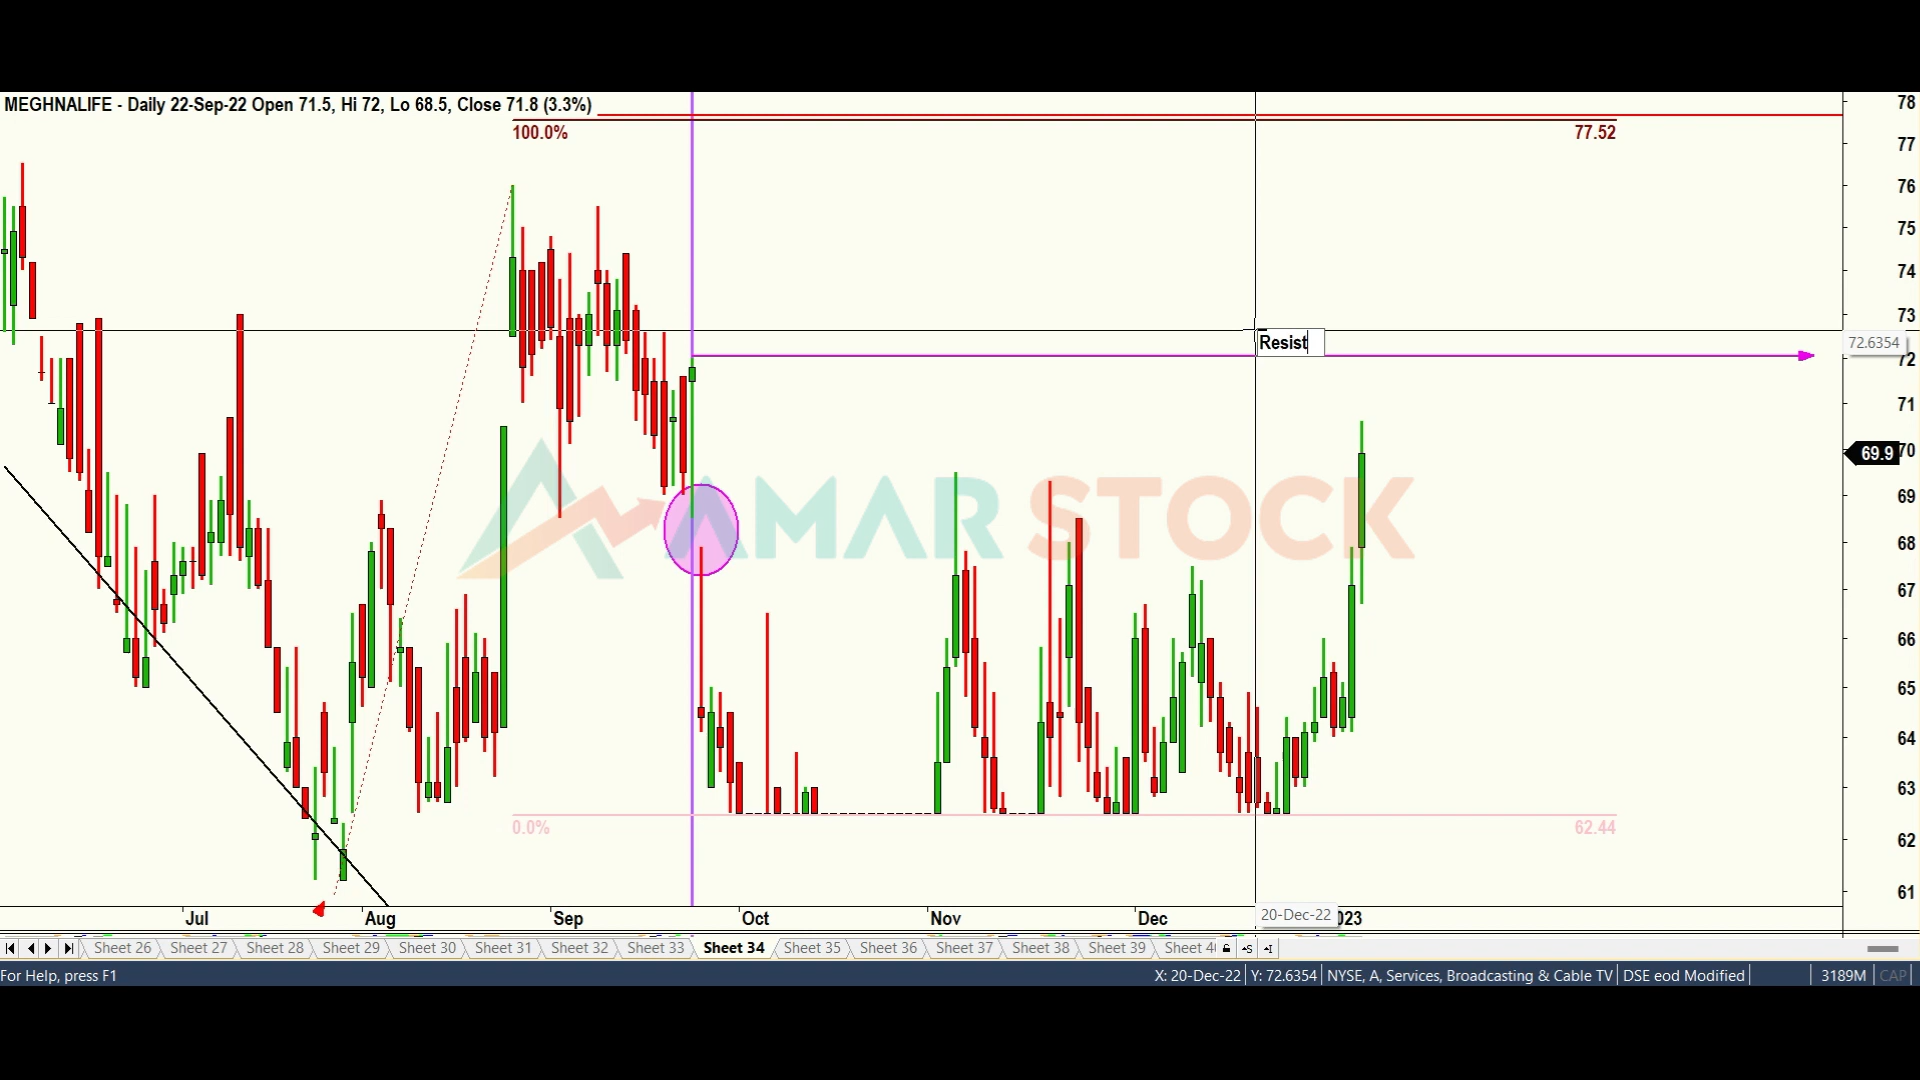 MEGHNALIFE - Daily 22-Sep-22 Open 71.5, Hi 72, Lo 68.5, Close 71.8 (3.3%)
78
100.0%
77.52
77
76
75
74
73
Resist
72.6354
72
71
70
69.9
AMAR STOCK
69
68
67
66
65
64
63
0.0%
62.44
62
61
Jul
Aug
Sep
Oct
Nov
Dec
20-Dec-22
023
Sheet 26
Sheet 27
Sheet 28
Sheet 29
Sheet 30
Sheet 31
Sheet 32
Sheet 33
Sheet 34
Sheet 35
Sheet 36
Sheet 37
Sheet 38
Sheet 39
Sheet 4
S
I
For Help, press F1
X: 20-Dec-22
Y: 72.6354
NYSE, A, Services, Broadcasting & Cable TV
DSE eod Modified
3189M
CAP